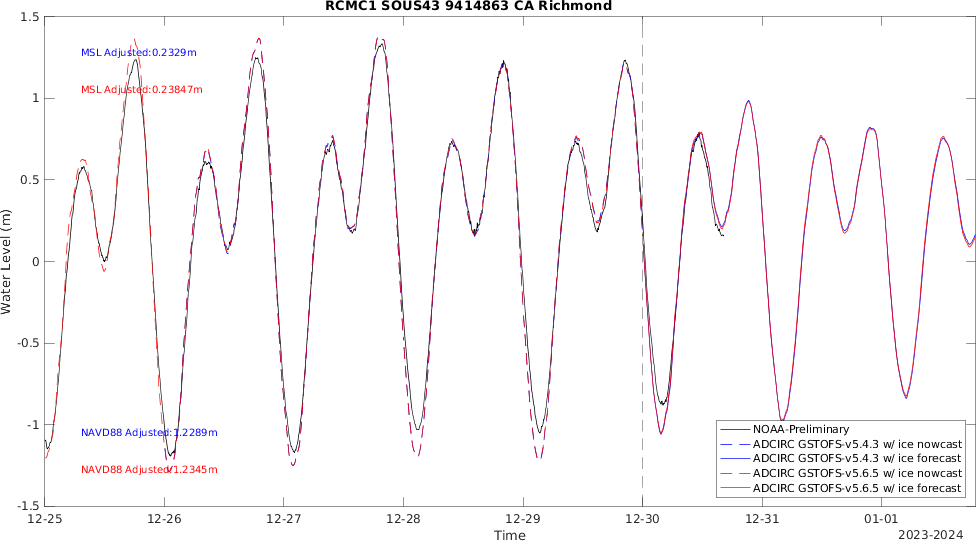 RCMC1 SOUS43 9414863 CA Richmond
1.5
1
0.5
0
-0.5
-1
-1.5
Water Level (m)
MSL Adjusted:0.2329m
MSL Adjusted:0.23847m
NAVD88 Adjusted:1.2289m
NAVD88 Adjusted:1.2345m
NOAA-Preliminary
ADCIRC GSTOFS-v5.4.3 w/ ice nowcast
ADCIRC GSTOFS-v5.4.3 w/ ice forecast
ADCIRC GSTOFS-v5.6.5 w/ ice nowcast
ADCIRC GSTOFS-v5.6.5 w/ ice forecast
12-25 12-26 12-27 12-28 12-29 12-30 12-31 01-01
Time
2023-2024